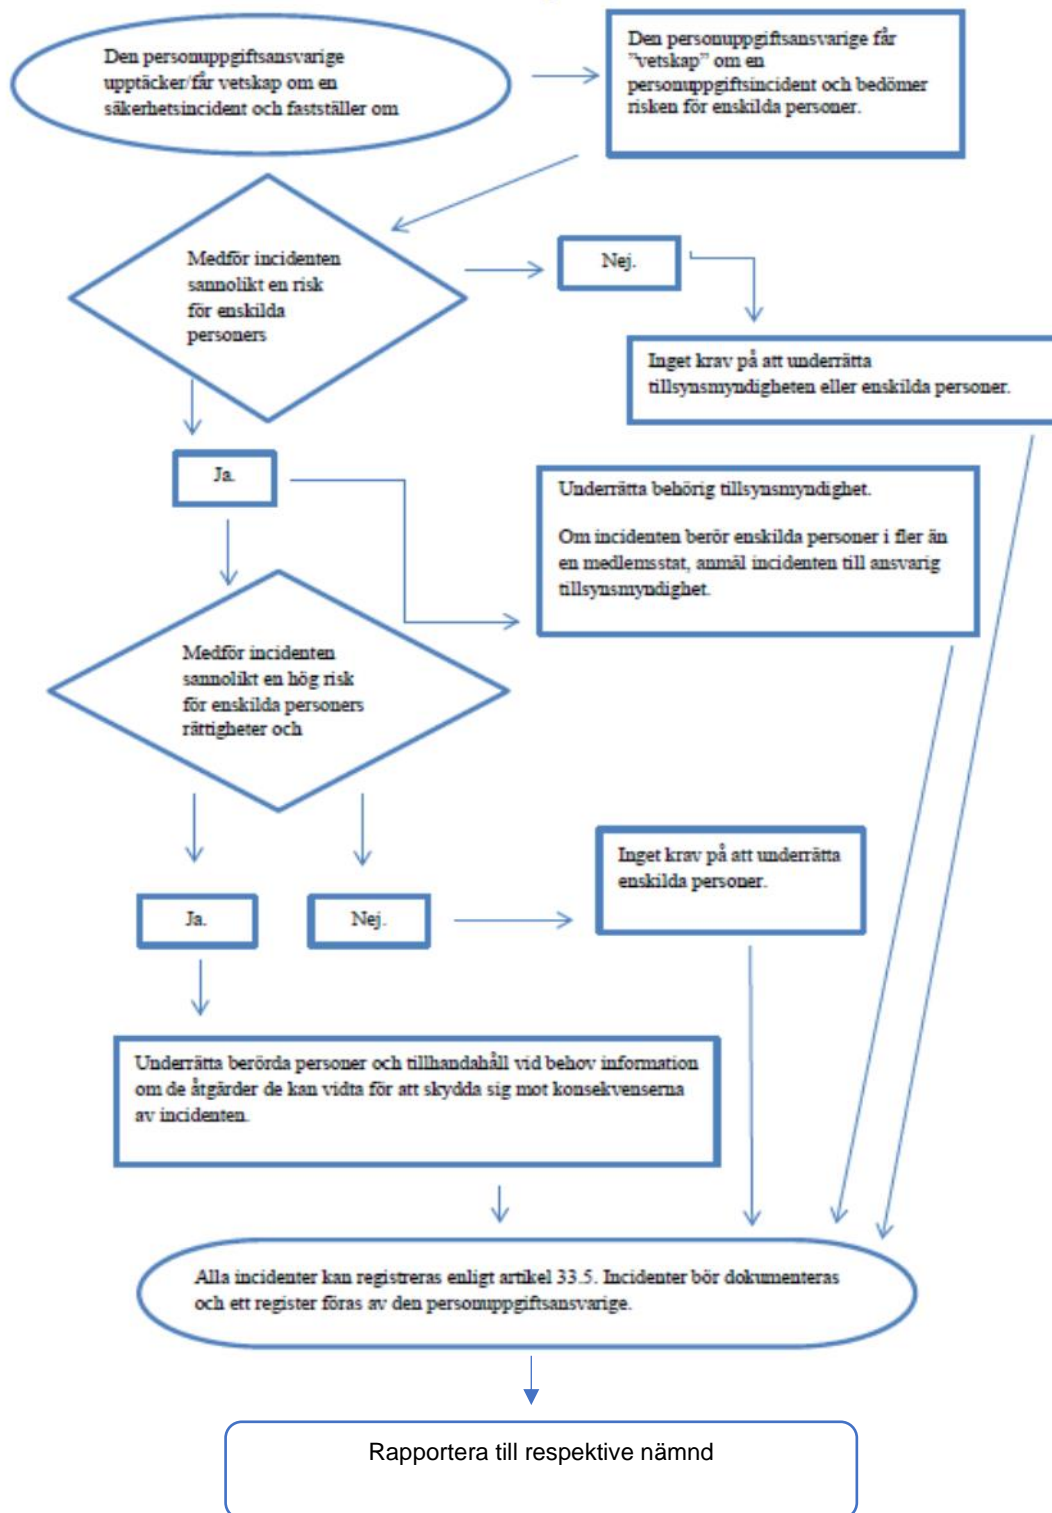 Den personuppgiftsansvarige
upptäcker/får vetskap om en
säkerhetsincident och fastställer om
Den personuppgiftsansvarige får
”vetskap” om en
personuppgiftsincident och bedömer
risken för enskilda personer.
Medför incidenten
sannolikt en risk
för enskilda
personers
Nej.
Inget krav på att underrätta
tillsynsmyndigheten eller enskilda personer.
Ja.
Underrätta behörig tillsynsmyndighet.
Om incidenten berör enskilda personer i fler än
en medlemsstat, anmäl incidenten till ansvarig
tillsynsmyndighet.
Medför incidenten
sannolikt en hög risk
för enskilda personers
rättigheter och
Inget krav på att underrätta
enskilda personer.
Ja.
Nej.
Underrätta berörda personer och tillhandahåll vid behov information
om de åtgärder de kan vidta för att skydda sig mot konsekvenserna
av incidenten.
Alla incidenter kan registreras enligt artikel 33.5. Incidenter bör dokumenteras
och ett register föras av den personuppgiftsansvarige.
Rapportera till respektive nämnd